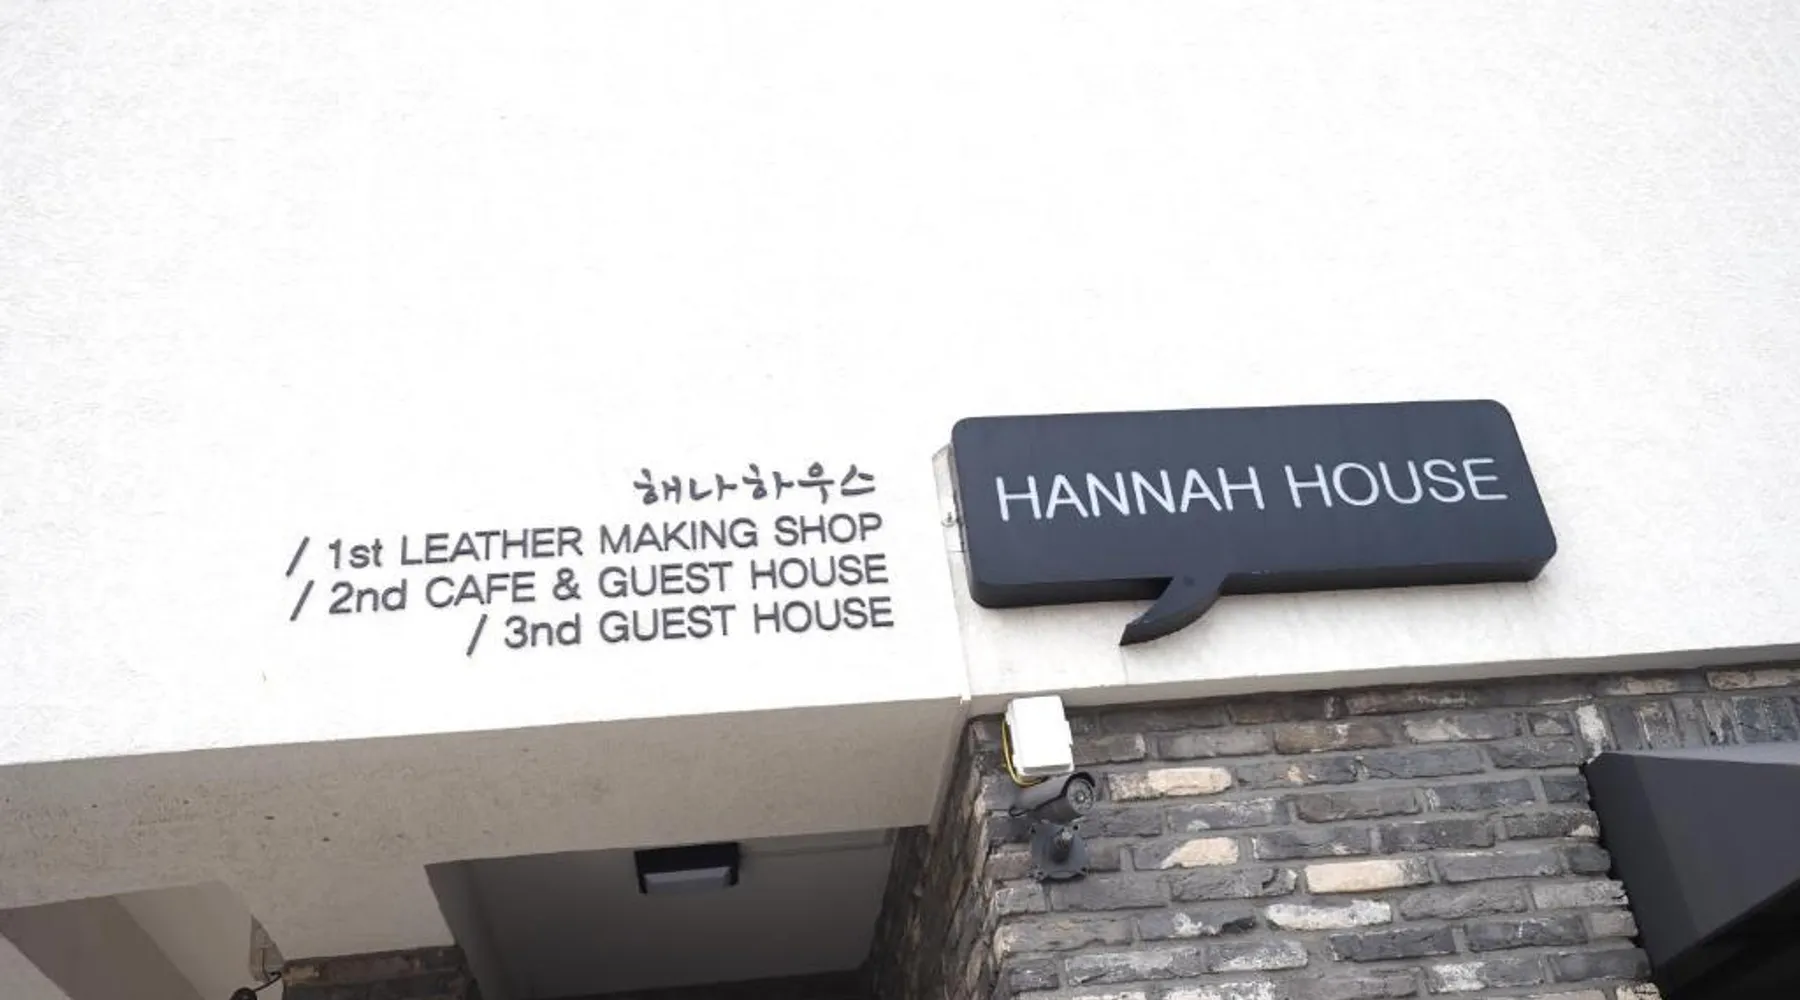 해나하우스
/ 1st LEATHER MAKING SHOP
/ 2nd CAFE & GUEST HOUSE
/ 3nd GUEST HOUSE
HANNAH HOUSE